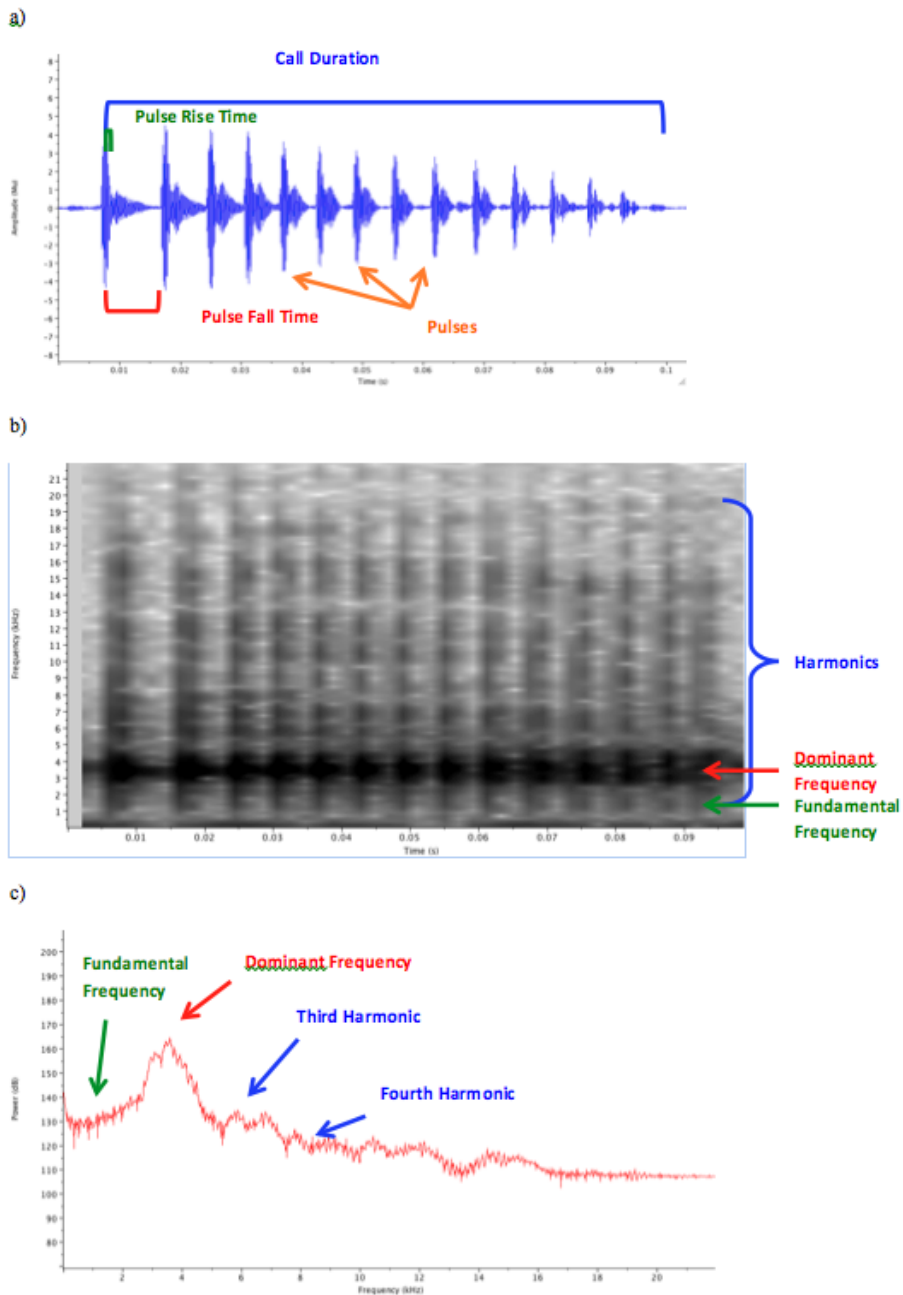 a)
Call Duration
Pulse Rise Time
8
7
6
5
4
3
2
1
0
-1
-2
-3
-4
-5
-6
-7
-8
Amplitude (Mu)
Pulse Fall Time
Pulses
0.01 0.02 0.03 0.04 0.05 0.06 0.07 0.08 0.09 0.1
Time (s)
b)
21
20
19
18
17
16
15
14
13
12
11
10
9
8
7
6
5
4
3
2
1
Frequency (kHz)
Harmonics
Dominant
Frequency
Fundamental
Frequency
0.01 0.02 0.03 0.04 0.05 0.06 0.07 0.08 0.09
Time (s)
c)
200
190
180
170
160
150
140
130
120
110
100
90
80
Power (dB)
Fundamental
Frequency
Dominant Frequency
Third Harmonic
Fourth Harmonic
2 4 6 8 10 12 14 16 18 20
Frequency (kHz)